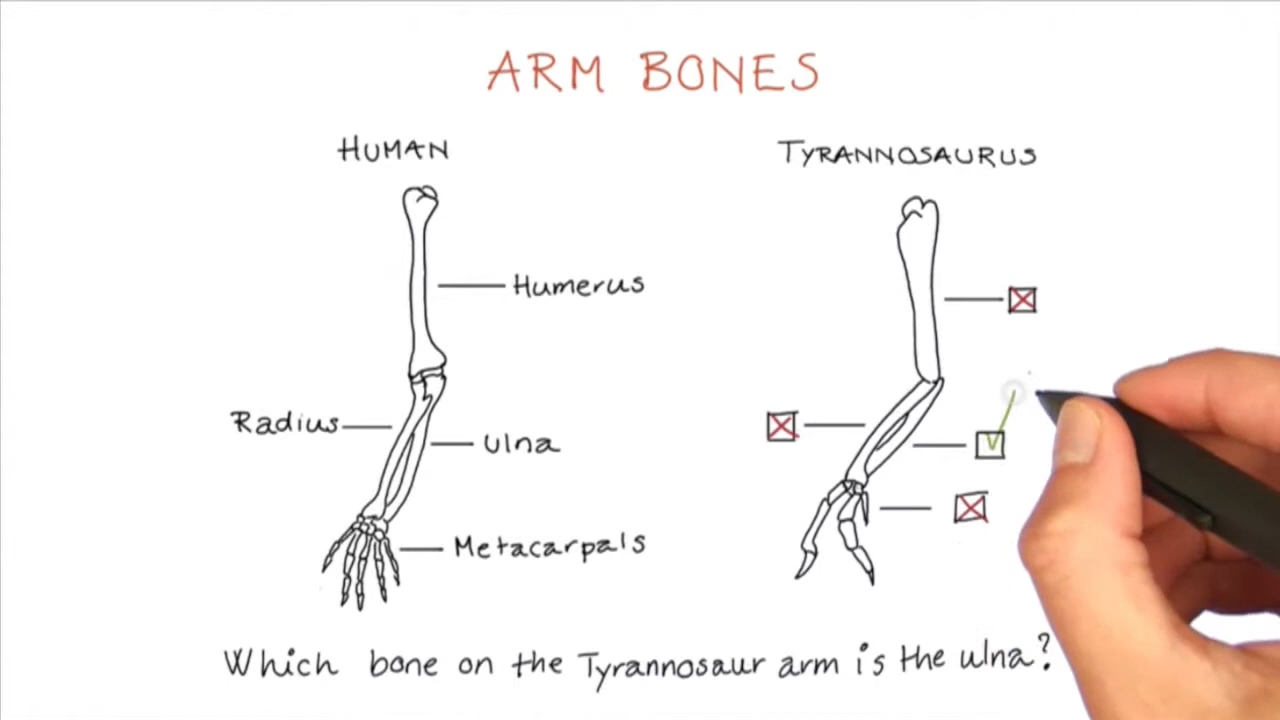 ARM BONES
HUMAN
TYRANNOSAURUS
Humerus
Radius
Ulna
Metacarpals
Which bone on the Tyrannosaur arm is the ulna?